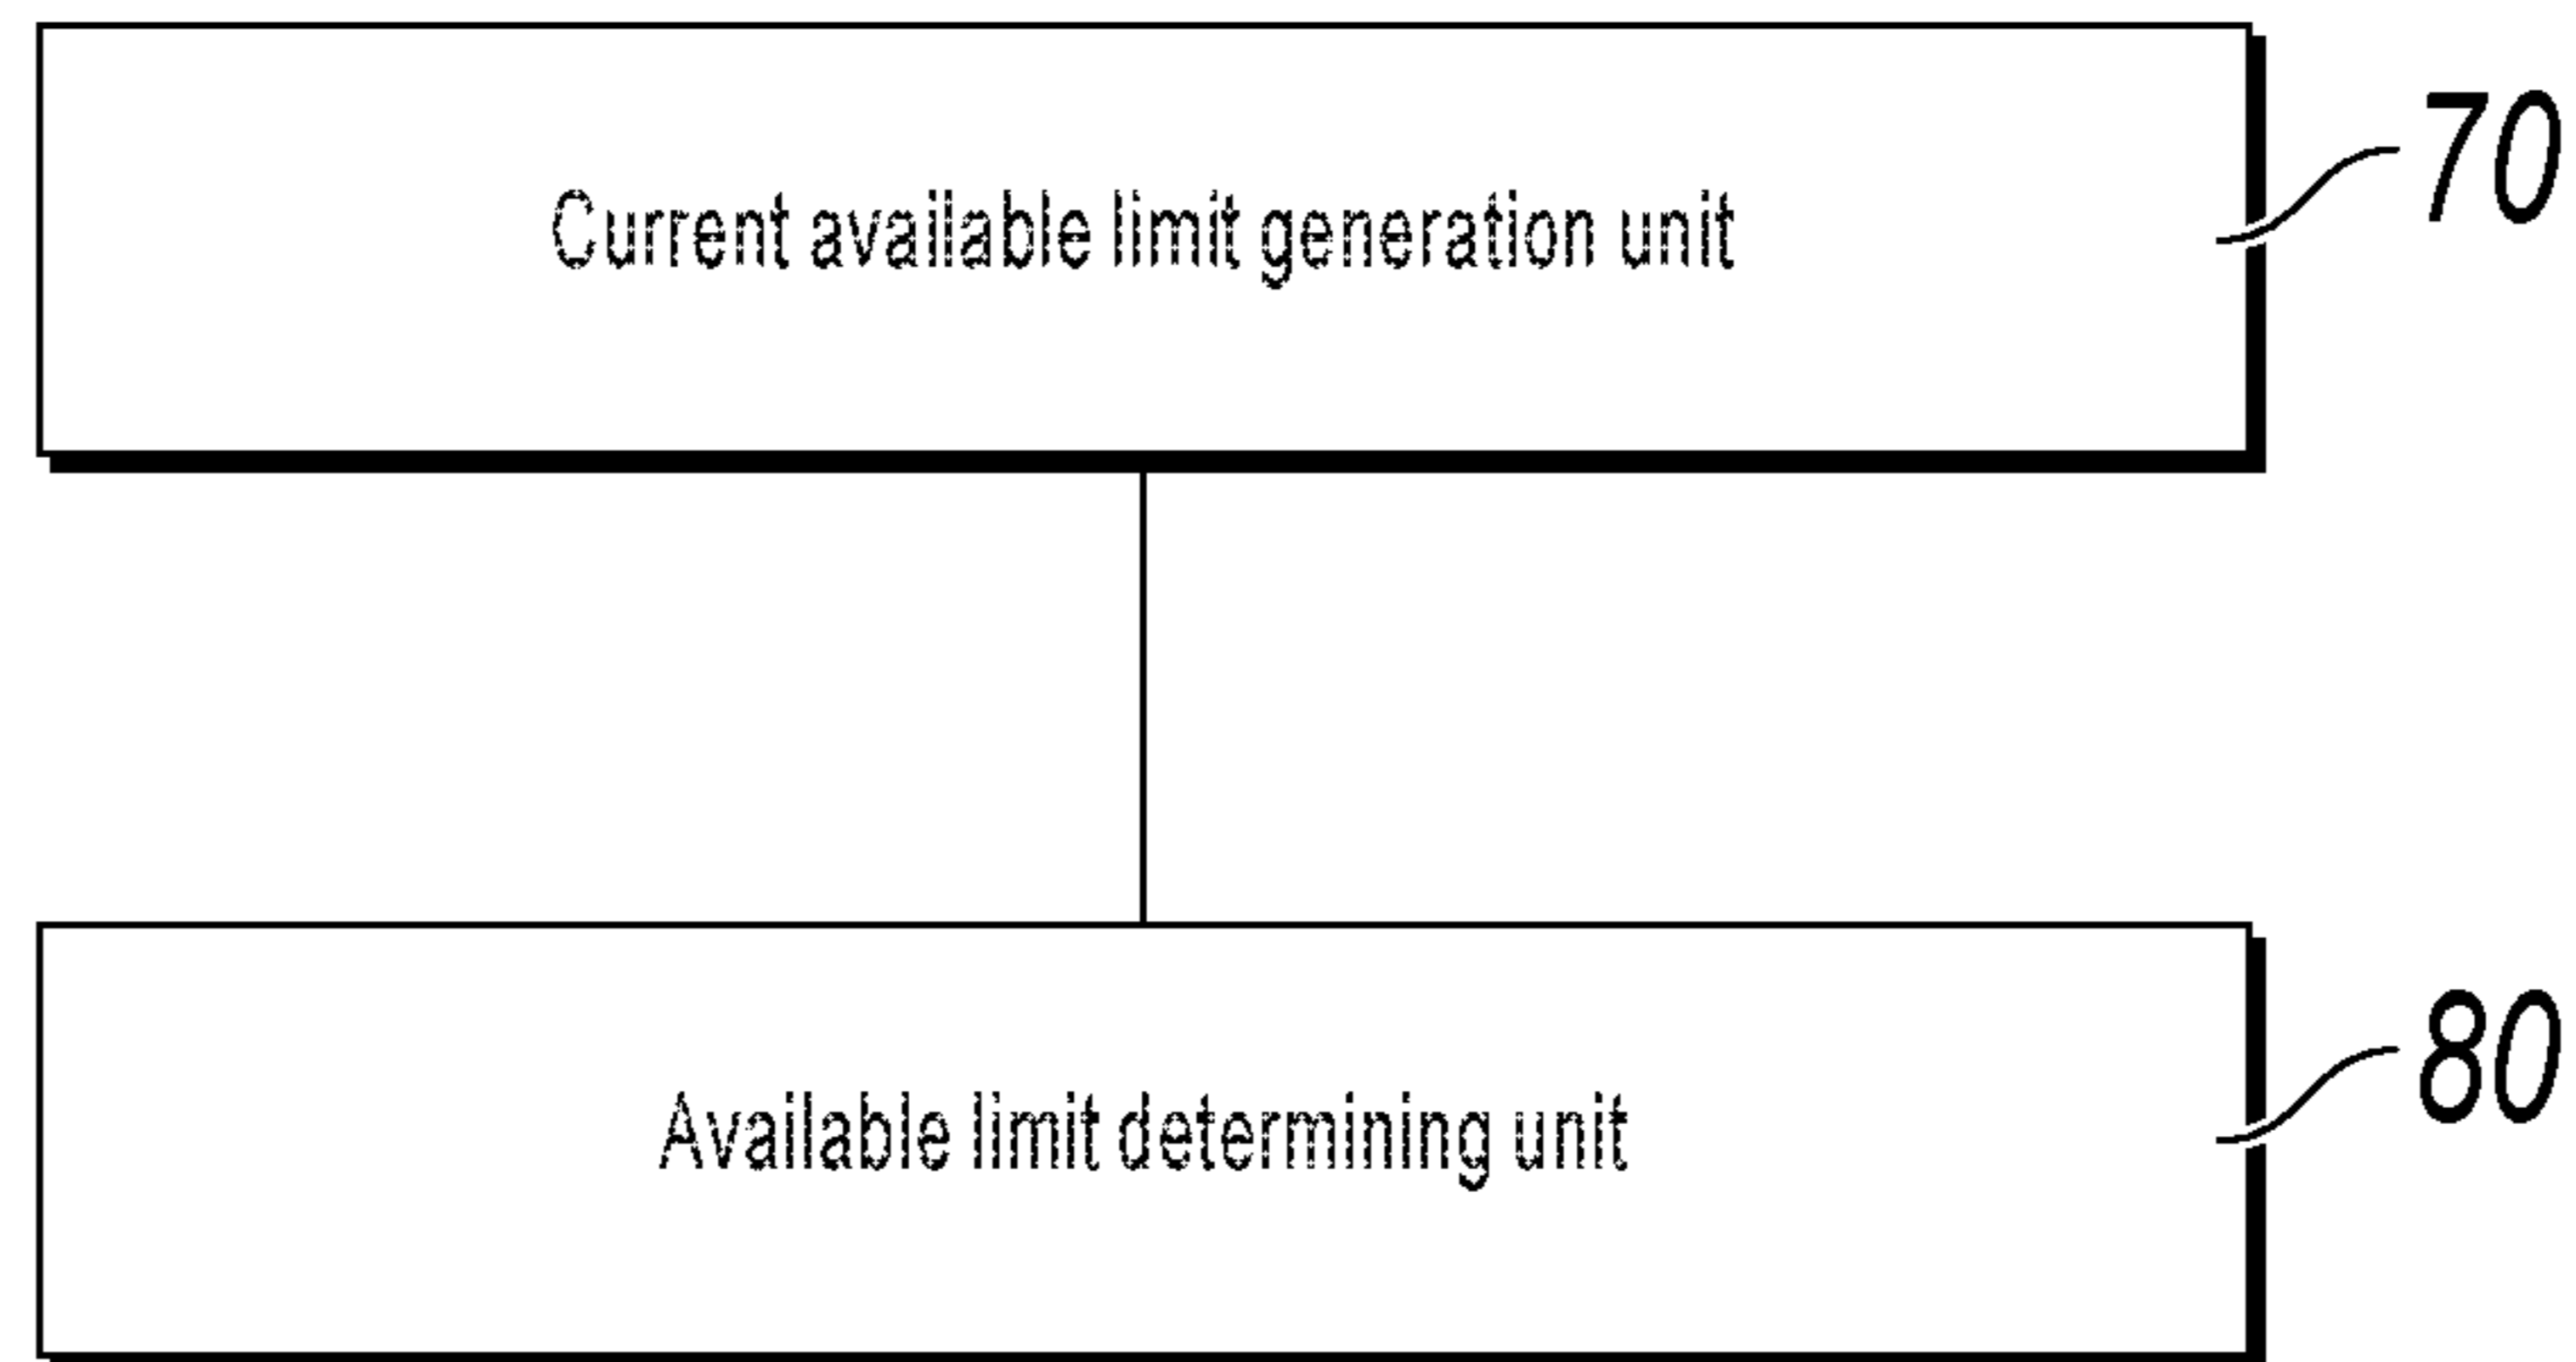 Current available limit generation unit
70
Available limit determining unit
80